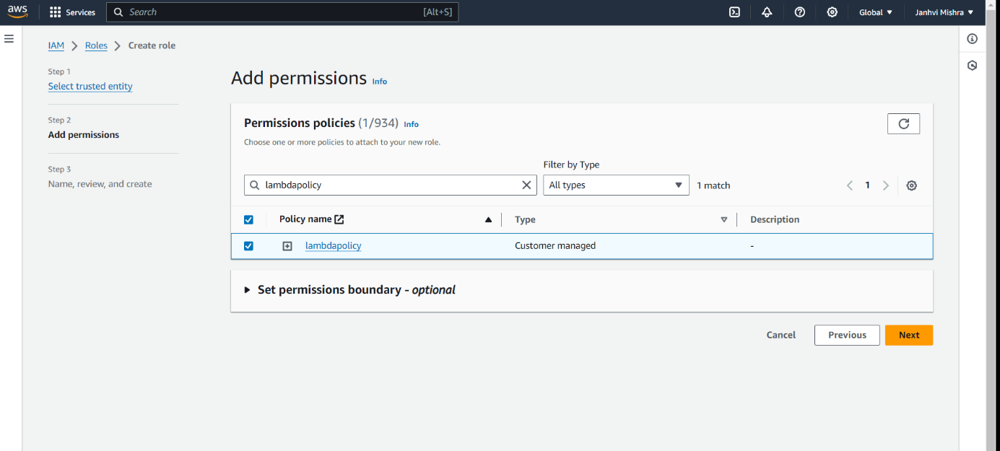 aws Services Search [Alt+S] Global Janhvi Mishra
IAM Roles Create role
Step 1
Select trusted entity
Step 2
Add permissions
Step 3
Name, review, and create
Add permissions Info
Permissions policies (1/934) Info
Choose one or more policies to attach to your new role.
Filter by Type
lambdapolicy All types 1 match 1
Policy name Type Description
lambdapolicy Customer managed -
Set permissions boundary - optional
Cancel Previous Next